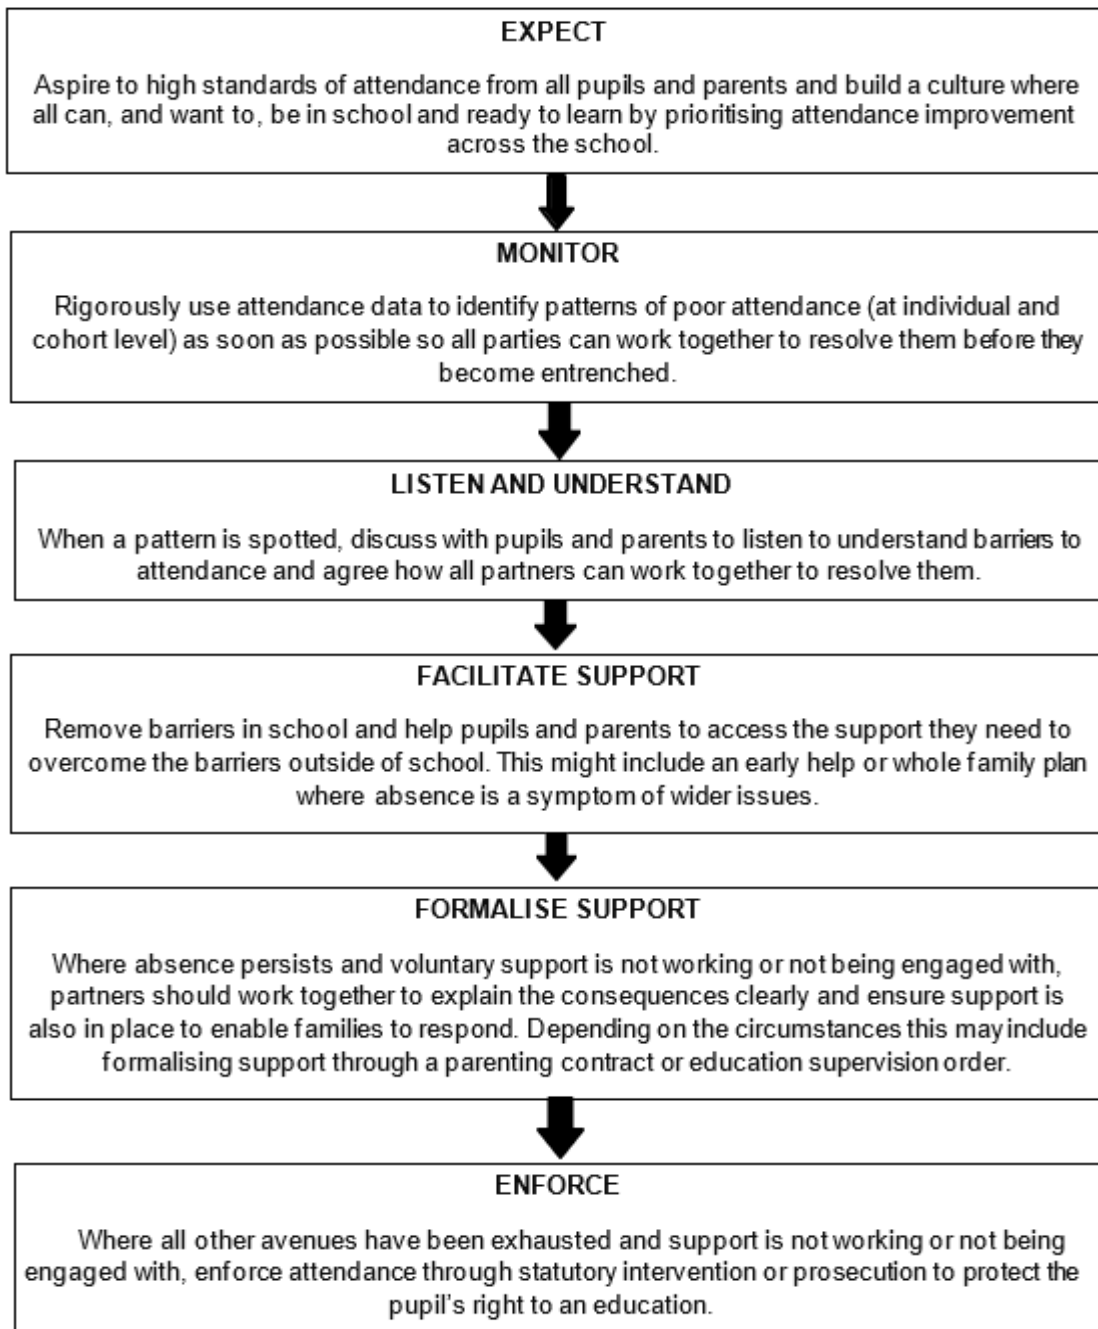 EXPECT
Aspire to high standards of attendance from all pupils and parents and build a culture where
all can, and want to, be in school and ready to learn by prioritising attendance improvement
across the school.
MONITOR
Rigorously use attendance data to identify patterns of poor attendance (at individual and
cohort level) as soon as possible so all parties can work together to resolve them before they
become entrenched.
LISTEN AND UNDERSTAND
When a pattern is spotted, discuss with pupils and parents to listen to understand barriers to
attendance and agree how all partners can work together to resolve them.
FACILITATE SUPPORT
Remove barriers in school and help pupils and parents to access the support they need to
overcome the barriers outside of school. This might include an early help or whole family plan
where absence is a symptom of wider issues.
FORMALISE SUPPORT
Where absence persists and voluntary support is not working or not being engaged with,
partners should work together to explain the consequences clearly and ensure support is
also in place to enable families to respond. Depending on the circumstances this may include
formalising support through a parenting contract or education supervision order.
ENFORCE
Where all other avenues have been exhausted and support is not working or not being
engaged with, enforce attendance through statutory intervention or prosecution to protect the
pupil's right to an education.